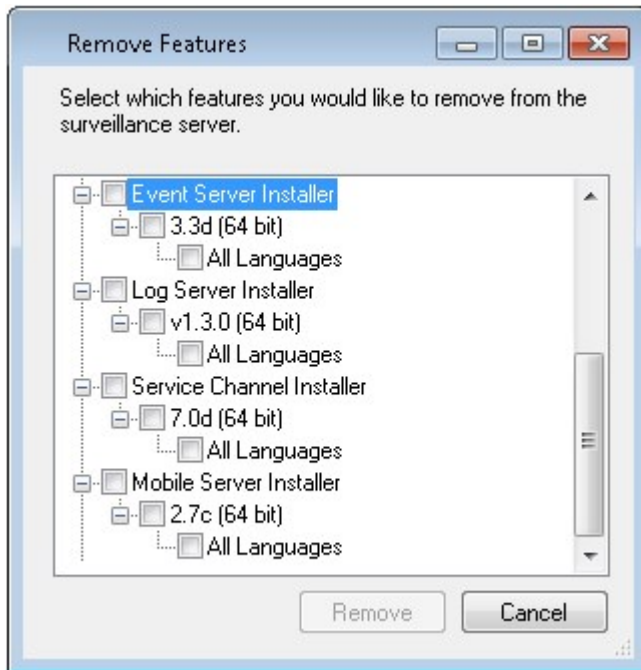 Remove Features
Select which features you would like to remove from the
surveillance server.
Event Server Installer
3.3d (64 bit)
All Languages
Log Server Installer
v1.3.0 (64 bit)
All Languages
Service Channel Installer
7.0d (64 bit)
All Languages
Mobile Server Installer
2.7c (64 bit)
All Languages
Remove
Cancel